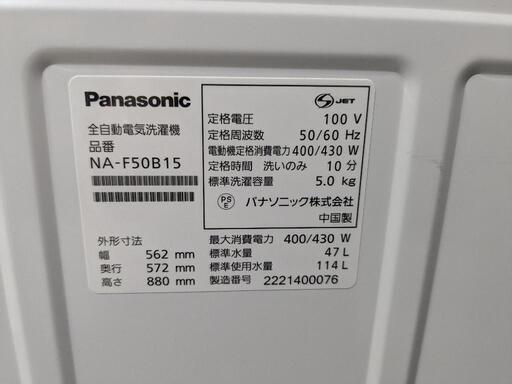 Panasonic
全自動電気洗濯機
品番
NA-F50B15
外形寸法
幅 562 mm
奥行 572 mm
高さ 880 mm
S JET
定格電圧 100 V
定格周波数 50/60 Hz
電動機定格消費電力 400/430 W
定格時間 洗いのみ 10 分
標準洗濯容量 5.0 kg
PS E パナソニック株式会社
中国製
最大消費電力 400/430 W
標準水量 47 L
標準使用水量 114 L
製造番号 2221400076